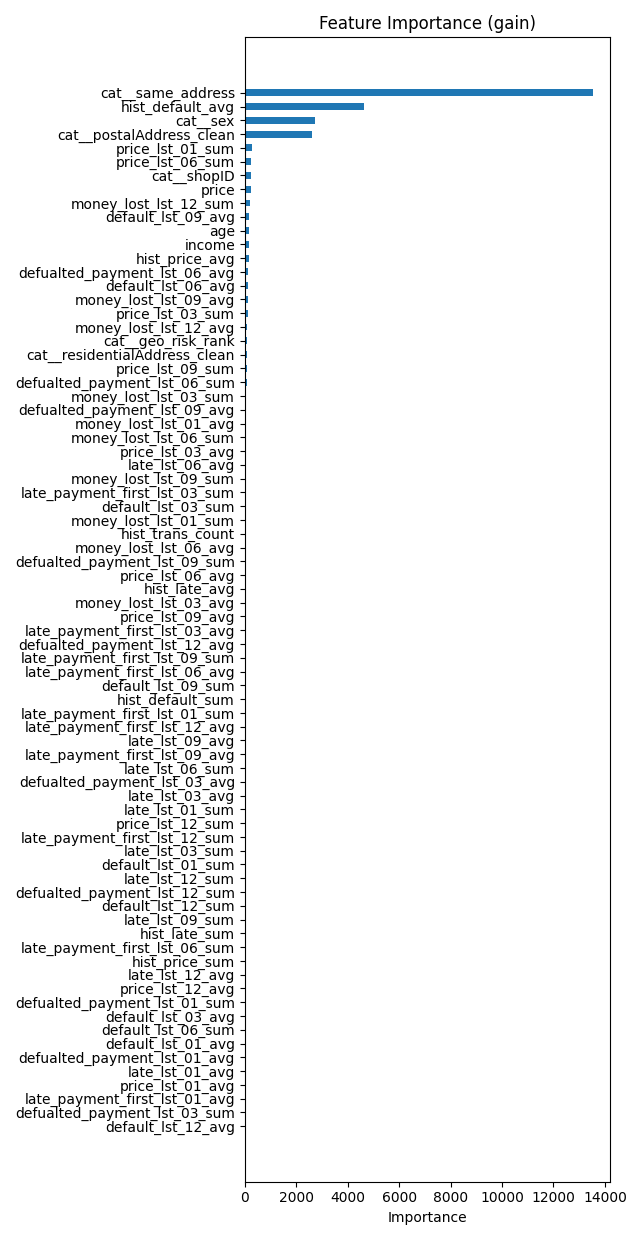 Feature Importance (gain)
cat__same_address
hist_default_avg
cat__sex
cat__postalAddress_clean
price_lst_01_sum
price_lst_06_sum
cat__shopID
price
money_lost_lst_12_sum
default_lst_09_avg
age
income
hist_price_avg
defualted_payment_lst_06_avg
default_lst_06_avg
money_lost_lst_09_avg
price_lst_03_sum
money_lost_lst_12_avg
cat__geo_risk_rank
cat__residentialAddress_clean
price_lst_09_sum
defualted_payment_lst_06_sum
money_lost_lst_03_sum
defualted_payment_lst_09_avg
money_lost_lst_01_avg
money_lost_lst_06_sum
price_lst_03_avg
late_lst_06_avg
money_lost_lst_09_sum
late_payment_first_lst_03_sum
default_lst_03_sum
money_lost_lst_01_sum
hist_trans_count
money_lost_lst_06_avg
defualted_payment_lst_09_sum
price_lst_06_avg
hist_late_avg
money_lost_lst_03_avg
price_lst_09_avg
late_payment_first_lst_03_avg
defualted_payment_lst_12_avg
late_payment_first_lst_09_sum
late_payment_first_lst_06_avg
default_lst_09_sum
hist_default_sum
late_payment_first_lst_01_sum
late_payment_first_lst_12_avg
late_lst_09_avg
late_payment_first_lst_09_avg
late_lst_06_sum
defualted_payment_lst_03_avg
late_lst_03_avg
late_lst_01_sum
price_lst_12_sum
late_payment_first_lst_12_sum
late_lst_03_sum
default_lst_01_sum
late_lst_12_sum
defualted_payment_lst_12_sum
default_lst_12_sum
late_lst_09_sum
hist_late_sum
late_payment_first_lst_06_sum
hist_price_sum
late_lst_12_avg
price_lst_12_avg
defualted_payment_lst_01_sum
default_lst_03_avg
default_lst_06_sum
default_lst_01_avg
defualted_payment_lst_01_avg
late_lst_01_avg
price_lst_01_avg
late_payment_first_lst_01_avg
defualted_payment_lst_03_sum
default_lst_12_avg
0 2000 4000 6000 8000 10000 12000 14000
Importance